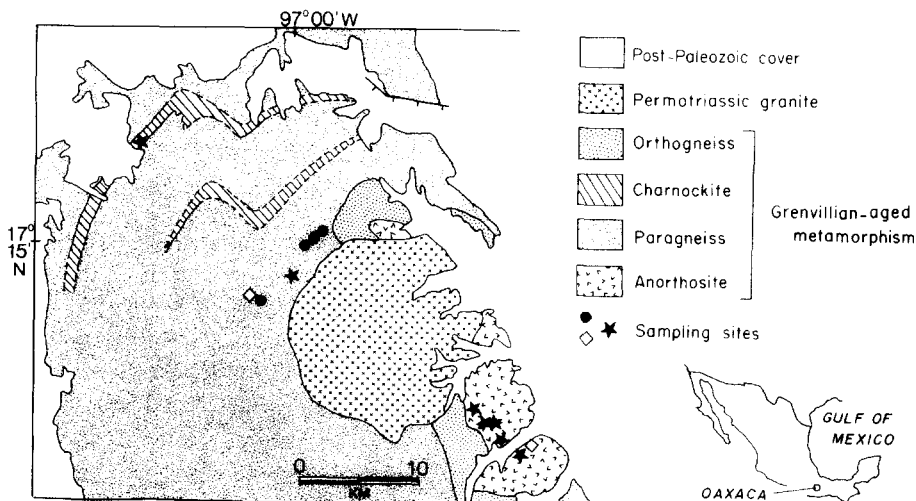 97°00'W
17°
15'
N
Post-Paleozoic cover
Permotriassic granite
Orthogneiss
Charnockite
Paragneiss
Anorthosite
Grenvillian-aged
metamorphism
Sampling sites
0 10
KM
GULF OF
MEXICO
OAXACA